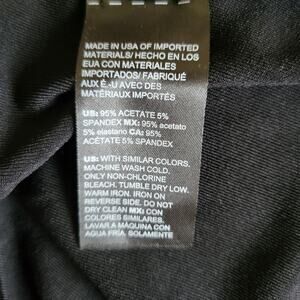 MADE IN USA OF IMPORTED
MATERIALS/ HECHO EN LOS
EUA CON MATERIALES
IMPORTADOS/ FABRIQUÉ
AUX É.-U AVEC DES
MATÉRIAUX IMPORTÉS
US: 95% ACETATE 5%
SPANDEX MX: 95% acetato
5% elastano CA: 95%
ACÉTATE 5% SPANDEX
US: WITH SIMILAR COLORS.
MACHINE WASH COLD.
ONLY NON-CHLORINE
BLEACH. TUMBLE DRY LOW.
WARM IRON. IRON ON
REVERSE SIDE. DO NOT
DRY CLEAN MX: CON
COLORES SIMILARES.
LAVAR A MÁQUINA CON
AGUA FRÍA. SOLAMENTE